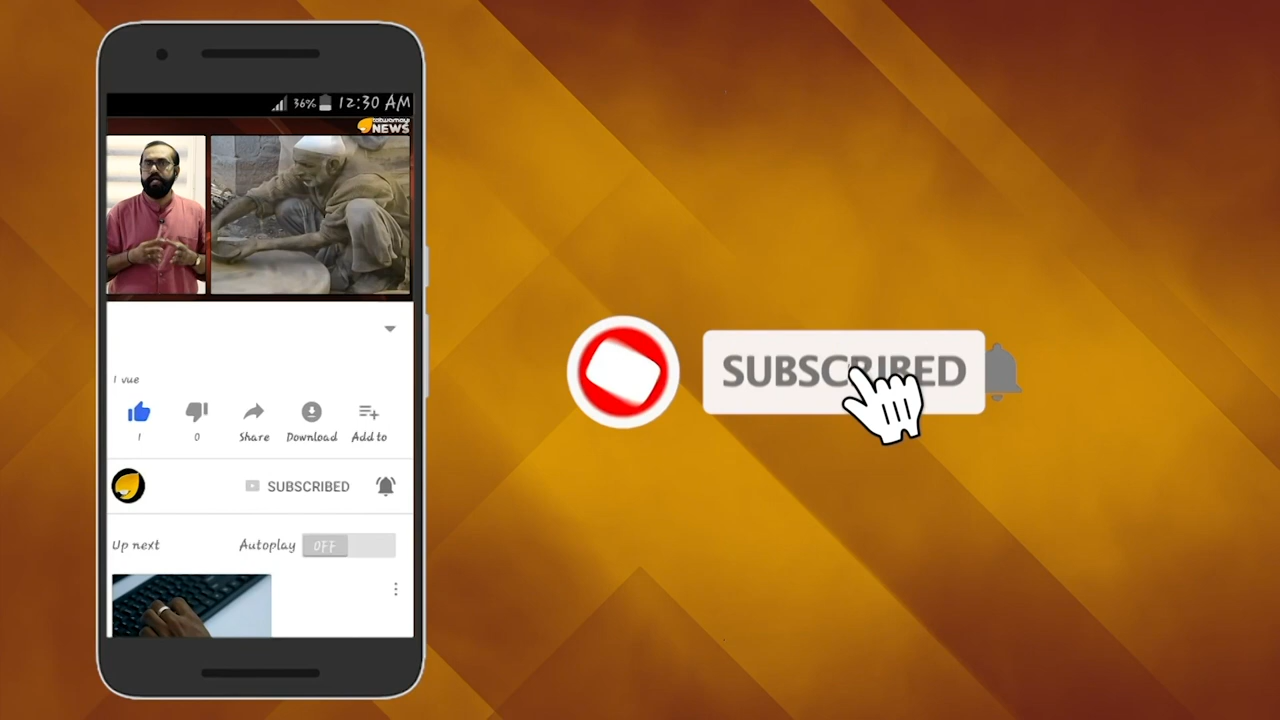 36% 12:30 AM
tatwamayi
NEWS
1 vue
1
0
Share
Download
Add to
SUBSCRIBED
Up next
Autoplay
OFF
SUBSCRIBED